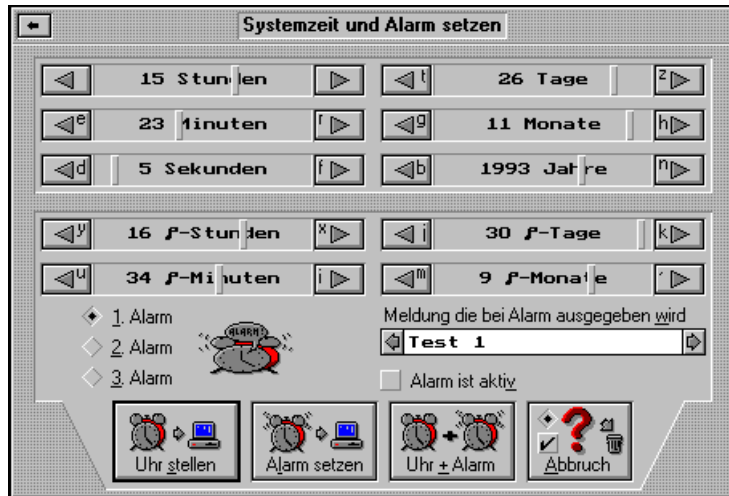 Systemzeit und Alarm setzen
15 Stunden
t 26 Tage z
e 23 Minuten r
g 11 Monate h
d 5 Sekunden f
b 1993 Jahre n
y 16 P-Stunden x
j 30 P-Tage k
u 34 P-Minuten i
m 9 P-Monate ´
1. Alarm
2. Alarm
3. Alarm
ALARM!
Meldung die bei Alarm ausgegeben wird
Test 1
Alarm ist aktiv
Uhr stellen
Alarm setzen
Uhr + Alarm
Abbruch